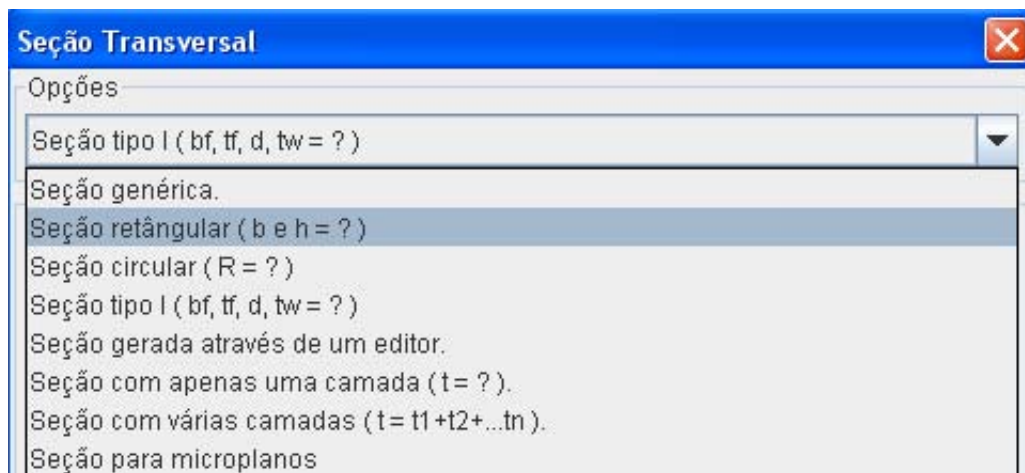 Seção Transversal
Opções
Seção tipo I ( bf, tf, d, tw = ? )
Seção genérica.
Seção retângular ( b e h = ? )
Seção circular ( R = ? )
Seção tipo I ( bf, tf, d, tw = ? )
Seção gerada através de um editor.
Seção com apenas uma camada ( t = ? ).
Seção com várias camadas ( t = t1+t2+...tn ).
Seção para microplanos